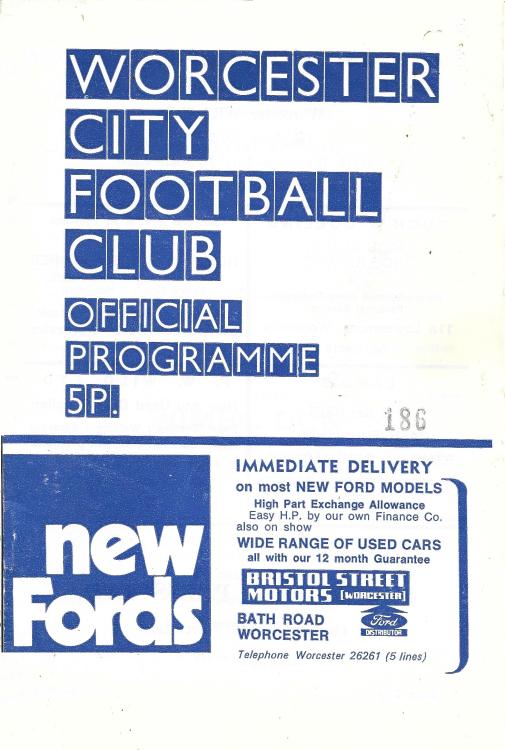 WORCESTER
CITY
FOOTBALL
CLUB
OFFICIAL
PROGRAMME
5P.
186
new
Fords
IMMEDIATE DELIVERY
on most NEW FORD MODELS
High Part Exchange Allowance
Easy H.P. by our own Finance Co.
also on show
WIDE RANGE OF USED CARS
all with our 12 month Guarantee
BRISTOL STREET
MOTORS [WORCESTER]
BATH ROAD
WORCESTER
Ford
DISTRIBUTOR
Telephone Worcester 26261 (5 lines)